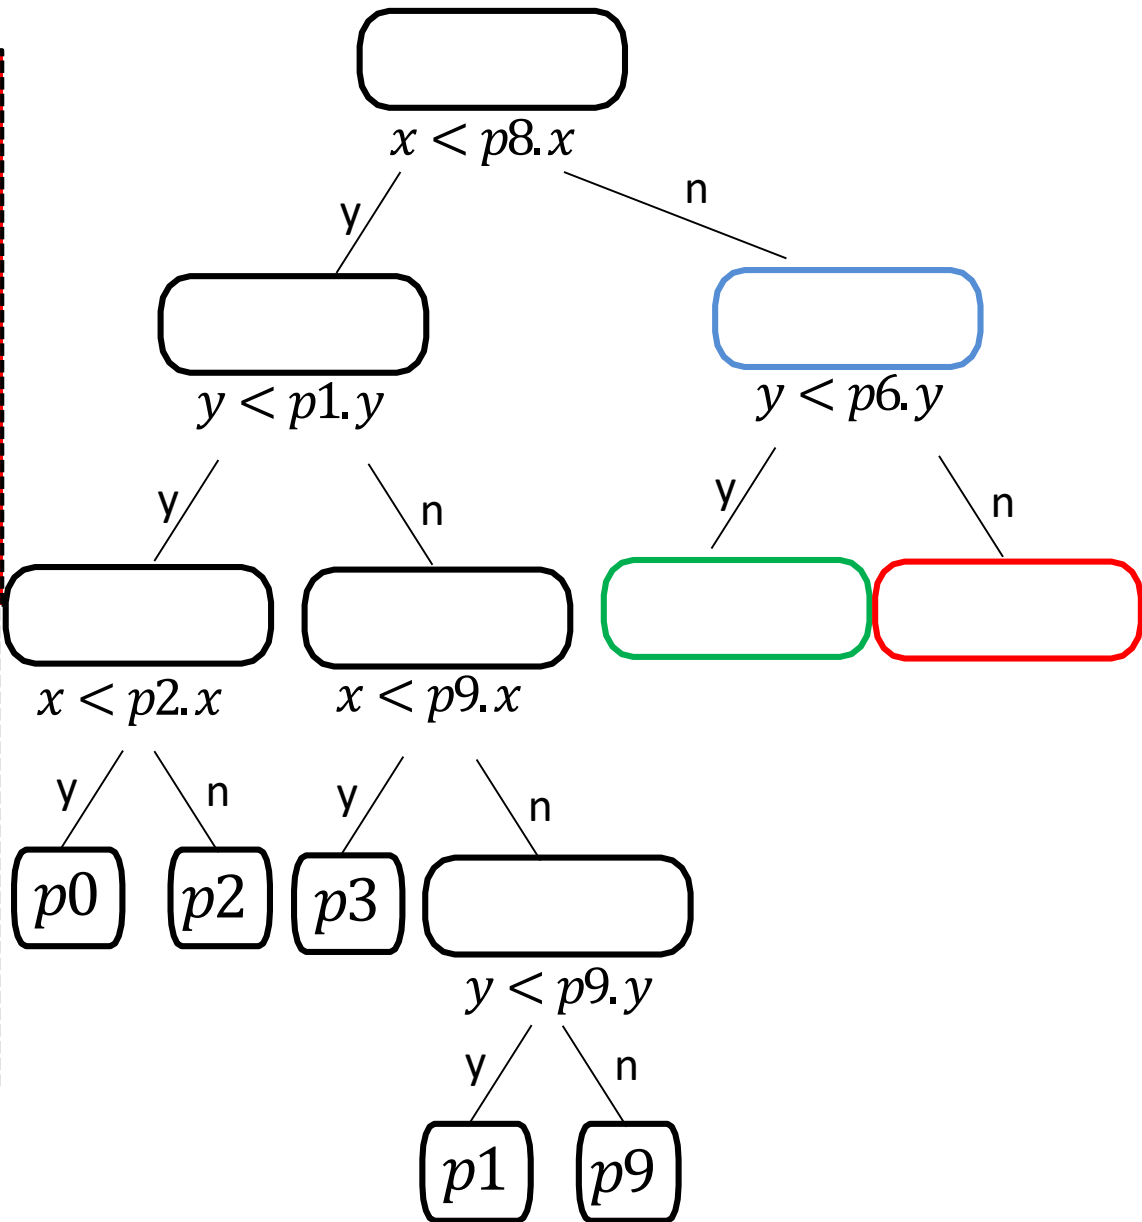 x < p8.x
y
n
y < p1.y
y < p6.y
y
n
y
n
x < p2.x
x < p9.x
y
n
y
n
p0
p2
p3
y < p9.y
y
n
p1
p9